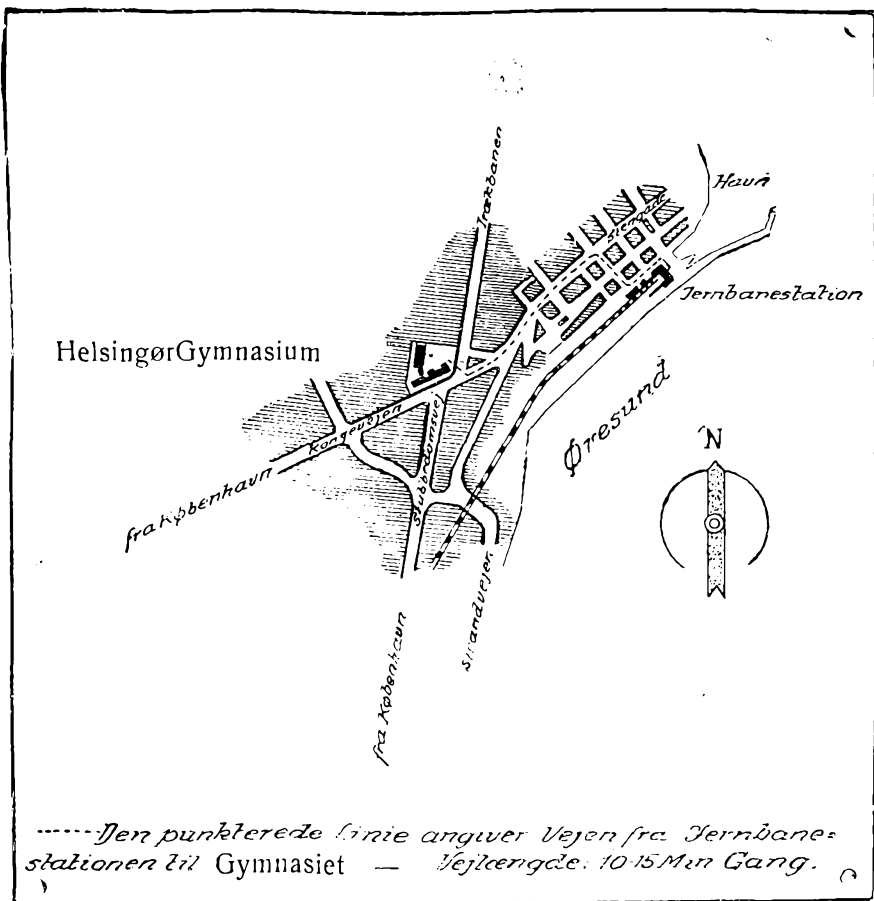 Trækbanen
Havn
Stengade
Jernbanestation
HelsingørGymnasium
Øresund
N
Kongevejen
Stubbedamsvej
fra København
Strandvejen
fra København
------Den punkterede Linie angiver Vejen fra Jernbane=
stationen til Gymnasiet — Vejlængde: 10-15 Min Gang.